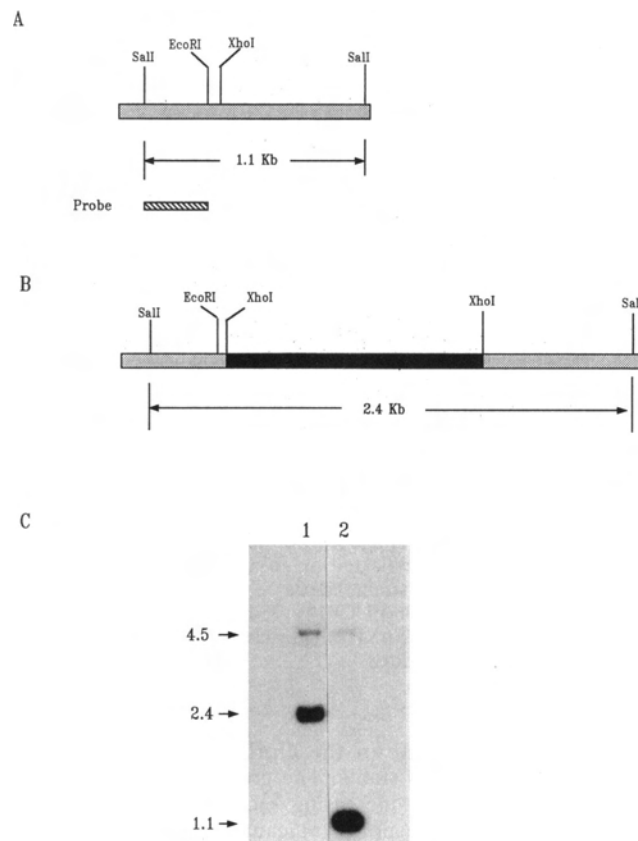 A
EcoRI XhoI
SalI SalI
1.1 Kb
Probe
B
EcoRI XhoI XhoI
SalI Sal
2.4 Kb
C
1 2
4.5
2.4
1.1